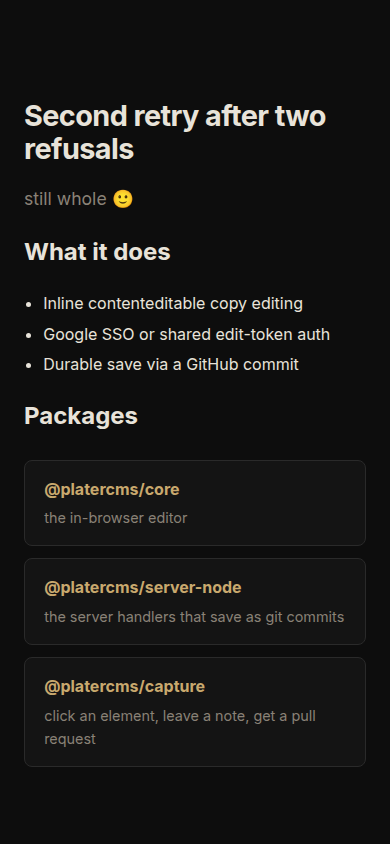 Second retry after two
refusals
still whole 🙂
What it does
• Inline contenteditable copy editing
• Google SSO or shared edit-token auth
• Durable save via a GitHub commit
Packages
@platercms/core
the in-browser editor
@platercms/server-node
the server handlers that save as git commits
@platercms/capture
click an element, leave a note, get a pull
request